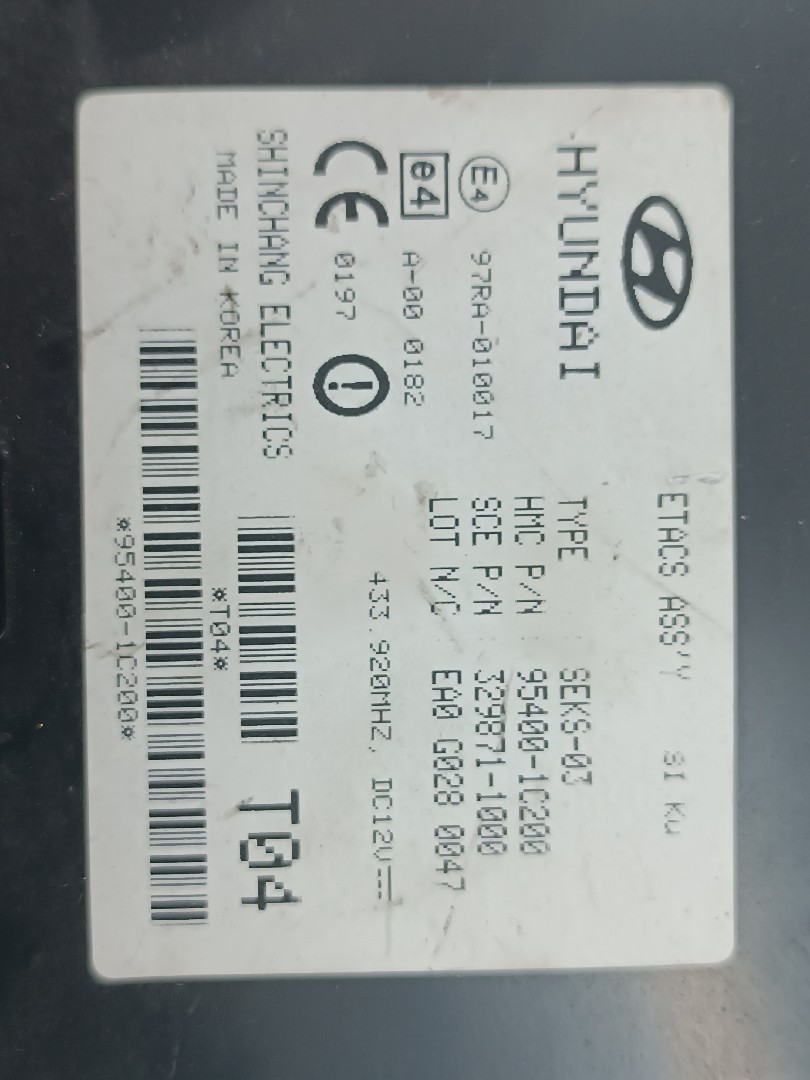 ETACS ASS'Y
HYUNDAI
TYPE SEKS-03
HMC P/N : 95400-1C200
SCE P/N : 329871-1000
LOT N/C : EA0 G028 0047
E4 97RA-010017
e4 A-00 0182
433.920MHZ, DC12V
CE 0197
SHINCHANG ELECTRICS
MADE IN KOREA
T04
*T04*
*95400-1C200*